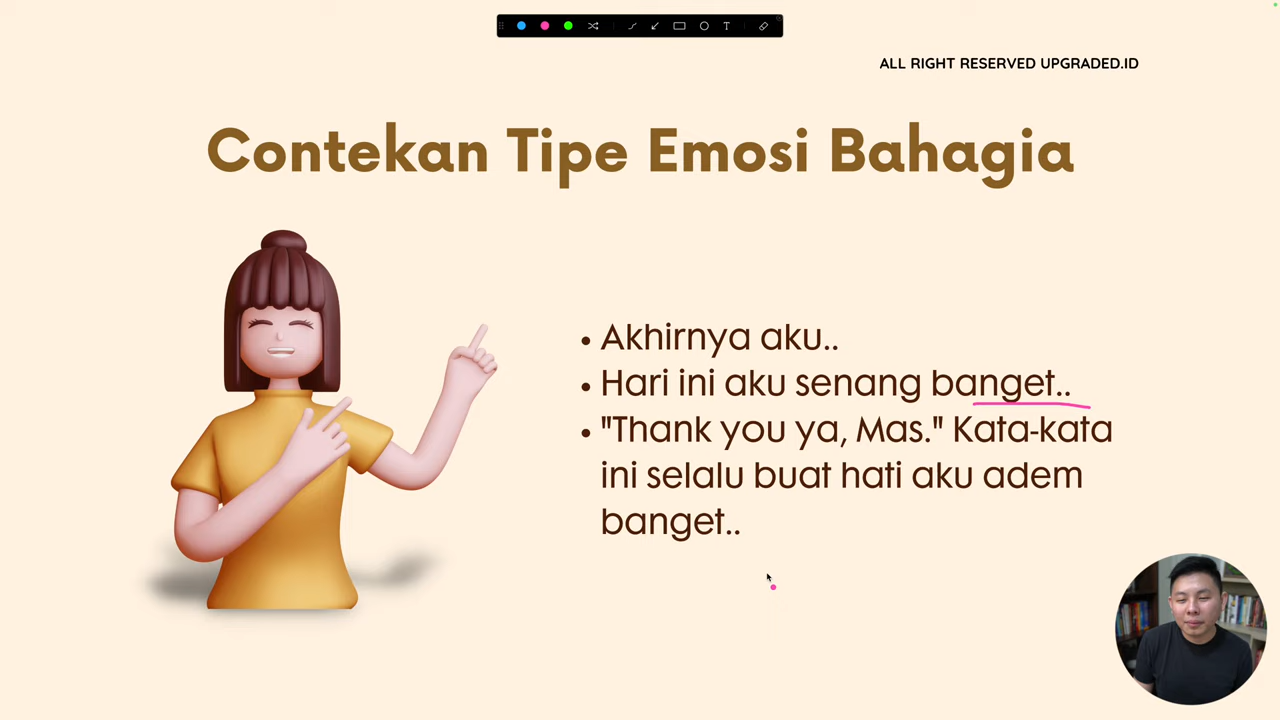 ALL RIGHT RESERVED UPGRADED.ID
Contekan Tipe Emosi Bahagia
• Akhirnya aku..
• Hari ini aku senang banget..
• "Thank you ya, Mas." Kata-kata
ini selalu buat hati aku adem
banget..